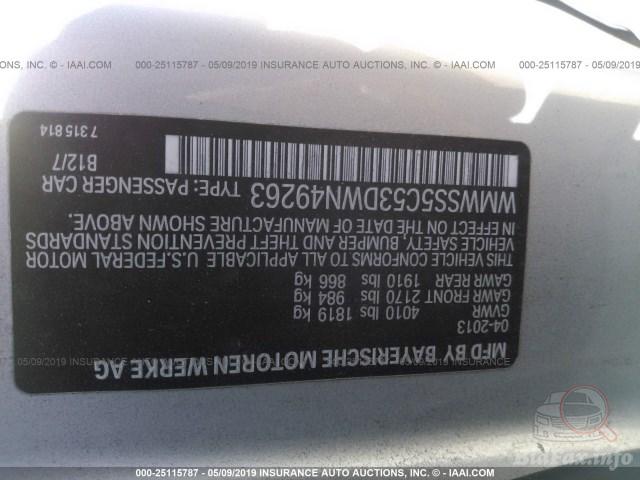 AUCTIONS, INC. - IAAI.COM 000-25115787 - 05/09/2019 INSURANCE AUTO AUCTIONS, INC. - IAAI.COM 000-25115787 - 05/09/2019
MFD BY BAYERISCHE MOTOREN WERKE AG
04-2013
GVWR 4010 lbs 1819 kg
GAWR FRONT 2170 lbs 984 kg
GAWR REAR 1910 lbs 866 kg
THIS VEHICLE CONFORMS TO ALL APPLICABLE U.S.FEDERAL MOTOR
VEHICLE SAFETY, BUMPER AND THEFT PREVENTION STANDARDS
IN EFFECT ON THE DATE OF MANUFACTURE SHOWN ABOVE.
WMWSS5C53DWN49263 TYPE: PASSENGER CAR
B12/7
7315814
BidFax.info
000-25115787 - 05/09/2019 INSURANCE AUTO AUCTIONS, INC. - IAAI.COM